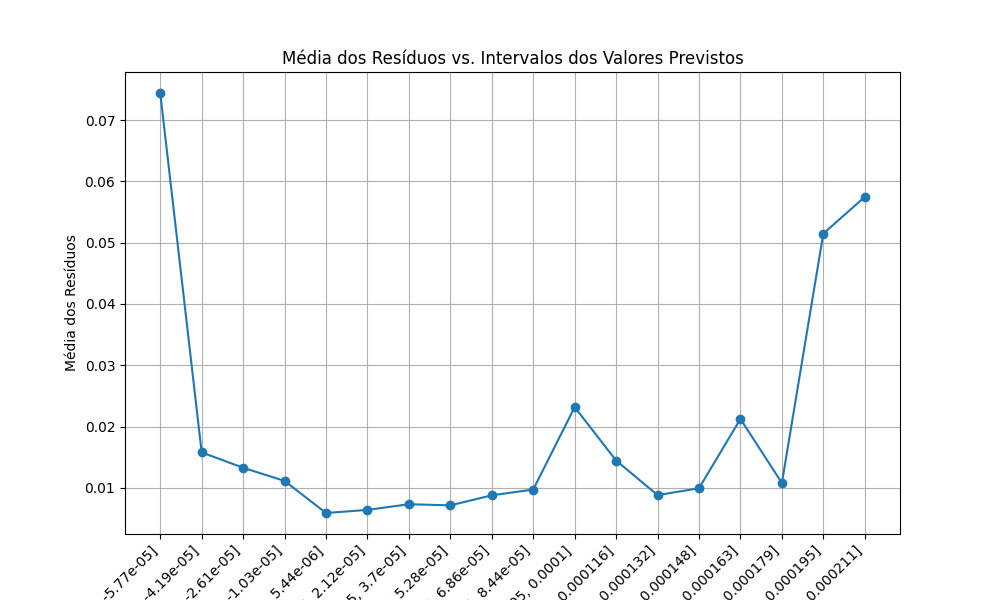 Média dos Resíduos vs. Intervalos dos Valores Previstos
Média dos Resíduos
0.07
0.06
0.05
0.04
0.03
0.02
0.01
-5.77e-05]
-4.19e-05]
-2.61e-05]
-1.03e-05]
5.44e-06]
, 2.12e-05]
5, 3.7e-05]
5.28e-05]
, 6.86e-05]
, 8.44e-05]
05, 0.0001]
0.000116]
0.000132]
0.000148]
0.000163]
0.000179]
0.000195]
0.000211]